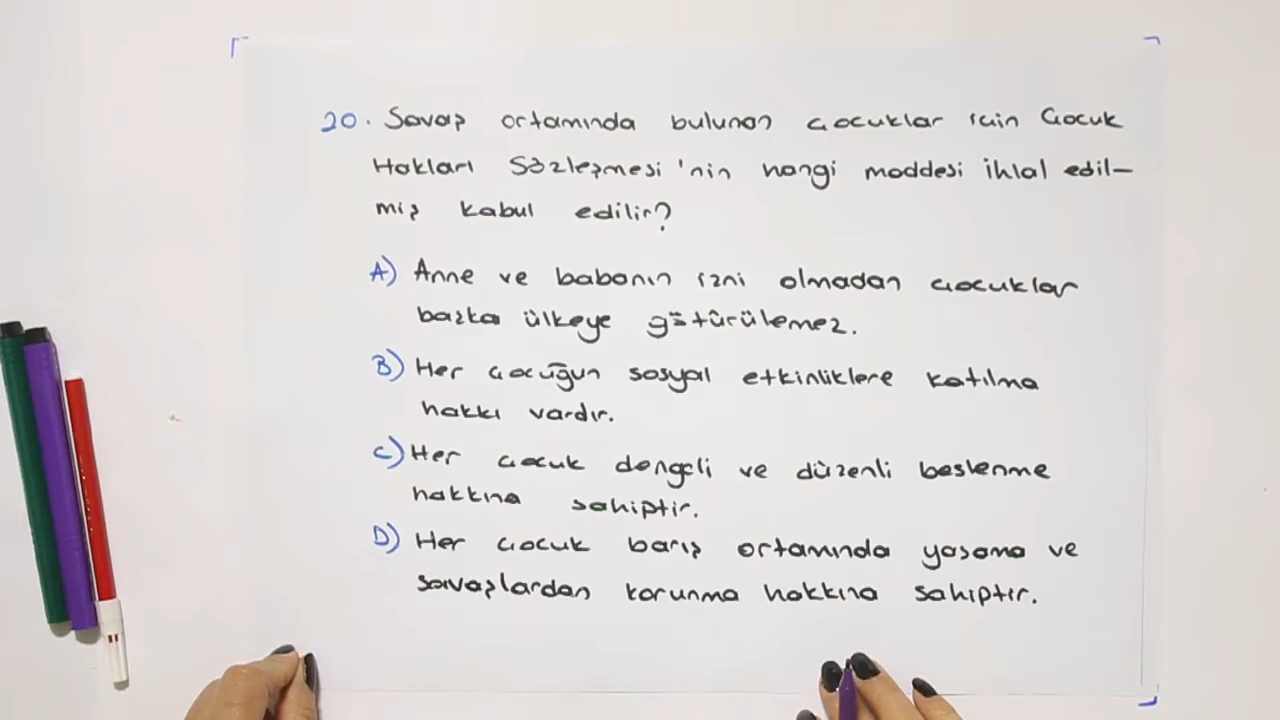 20. Savaş ortamında bulunan çocuklar için Çocuk
Hakları Sözleşmesi'nin hangi maddesi ihlal edil-
miş kabul edilir?
A) Anne ve babanın izni olmadan çocuklar
başka ülkeye götürülemez.
B) Her çocuğun sosyal etkinliklere katılma
hakkı vardır.
C) Her çocuk dengeli ve düzenli beslenme
hakkına sahiptir.
D) Her çocuk barış ortamında yaşama ve
savaşlardan korunma hakkına sahiptir.